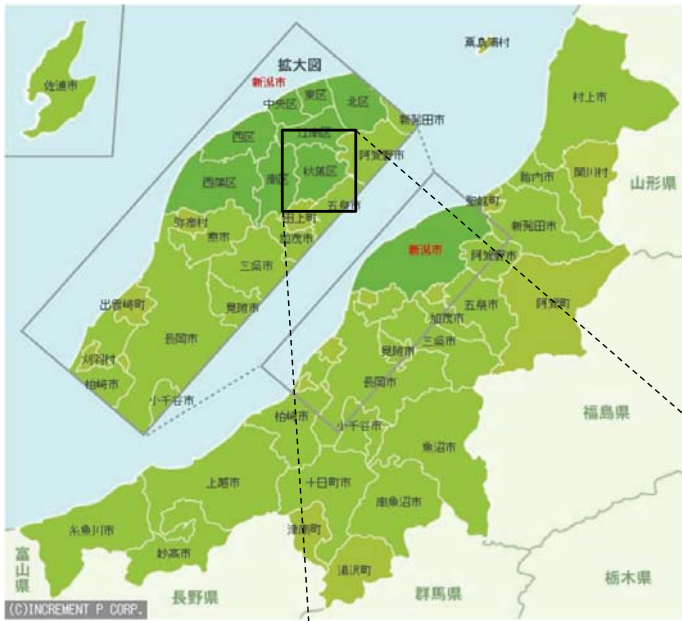 佐渡市
粟島浦村
拡大図
新潟市
中央区
東区
北区
新発田市
村上市
西区
江南区
阿賀野市
関川村
胎内市
山形県
西蒲区
南区
秋葉区
五泉市
聖籠町
新発田市
弥彦村
燕市
田上町
加茂市
新潟市
阿賀野市
三条市
出雲崎町
見附市
五泉市
阿賀町
長岡市
加茂市
三条市
見附市
刈羽村
柏崎市
長岡市
小千谷市
福島県
柏崎市
小千谷市
魚沼市
上越市
十日町市
南魚沼市
糸魚川市
津南町
妙高市
湯沢町
富山県
栃木県
群馬県
長野県
(C)INCREMENT P CORP.